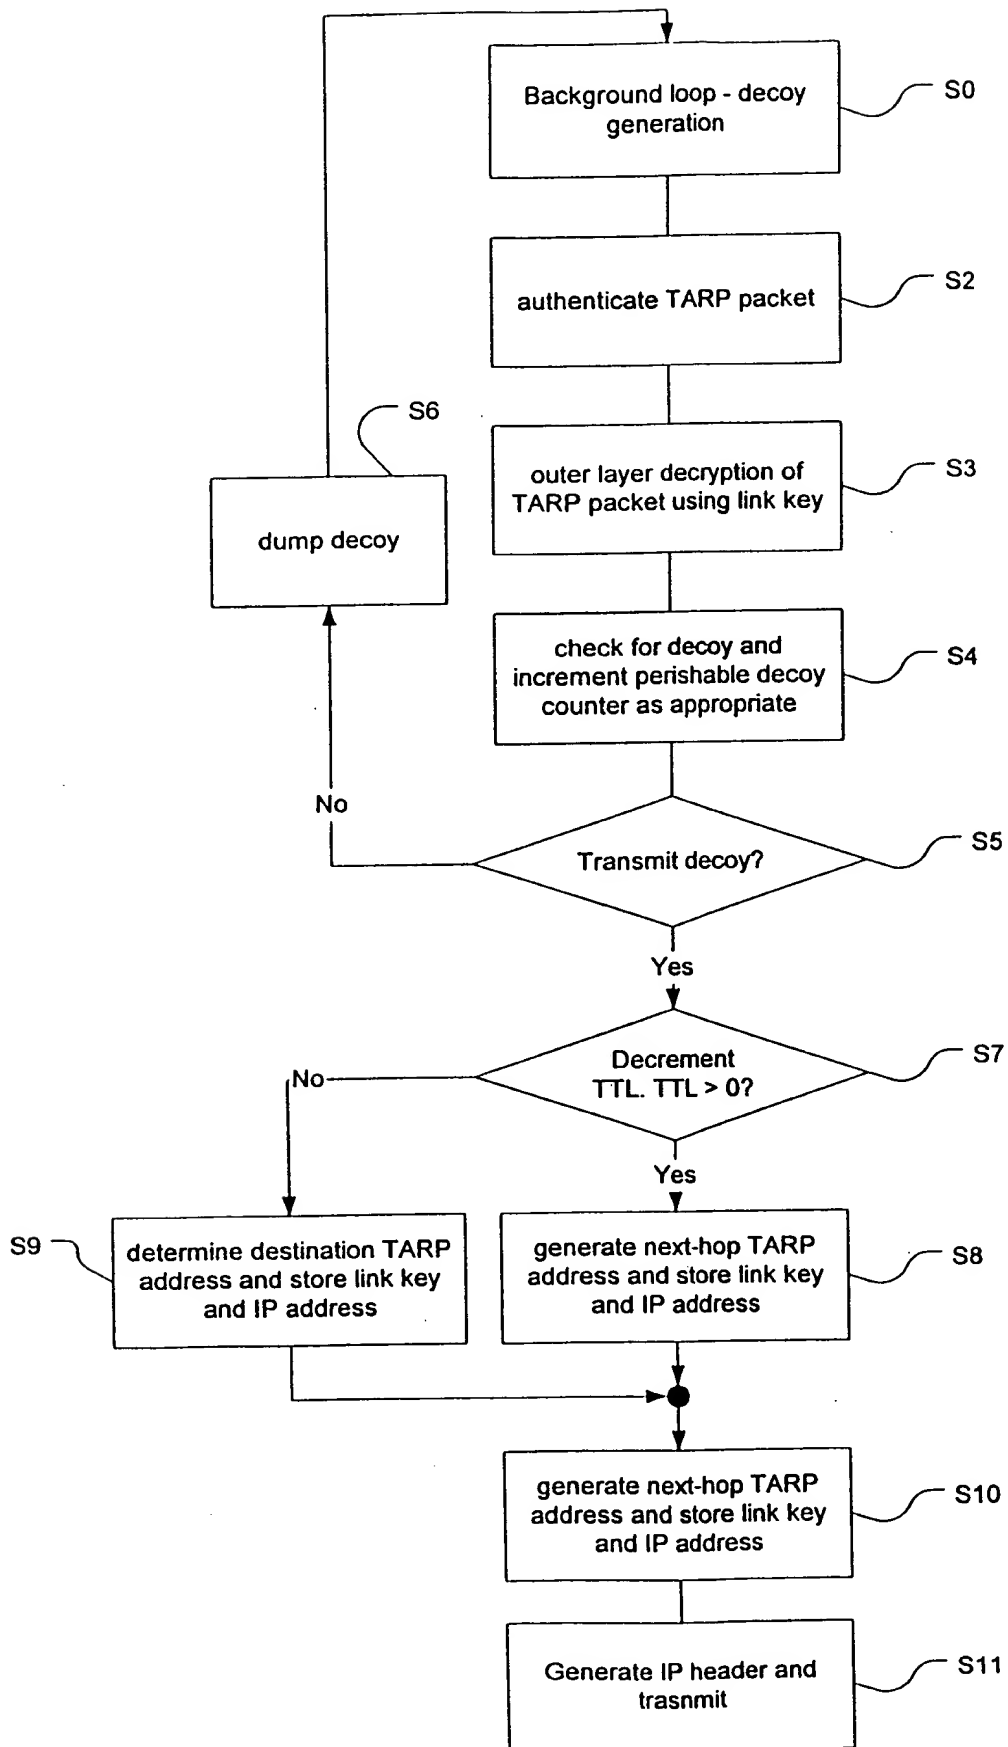 Background loop - decoy
generation
S0
authenticate TARP packet
S2
S6
outer layer decryption of
TARP packet using link key
S3
dump decoy
check for decoy and
increment perishable decoy
counter as appropriate
S4
No
Transmit decoy?
S5
Yes
Decrement
TTL. TTL > 0?
S7
No
Yes
S9
determine destination TARP
address and store link key
and IP address
generate next-hop TARP
address and store link key
and IP address
S8
generate next-hop TARP
address and store link key
and IP address
S10
Generate IP header and
trasnmit
S11